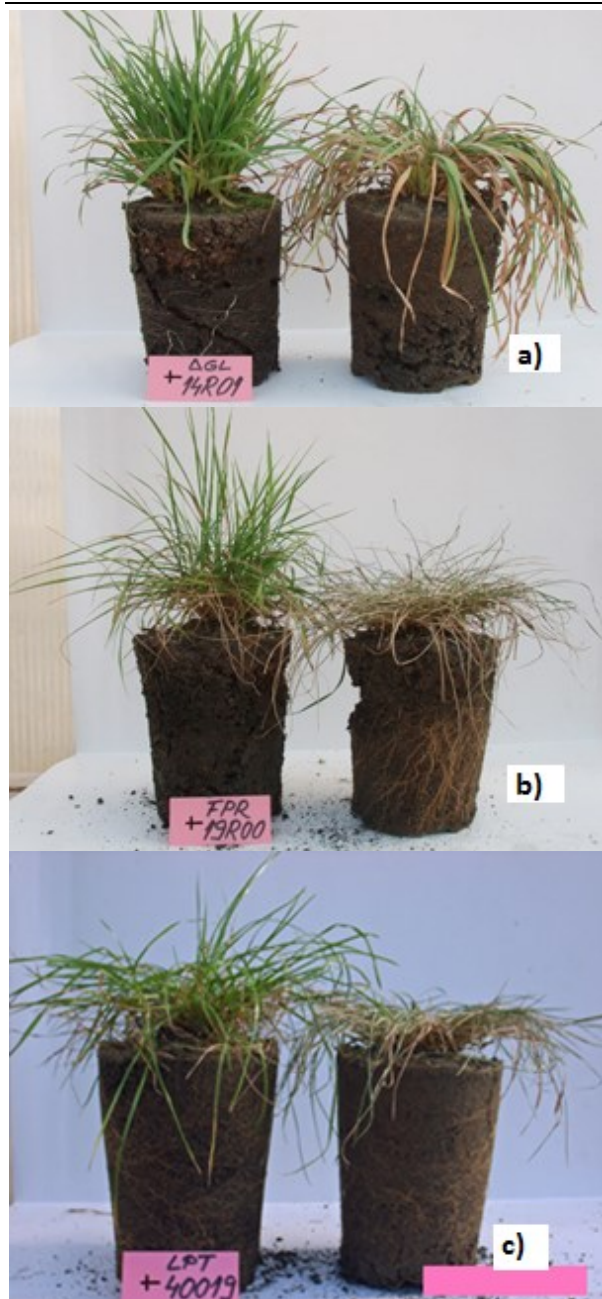 a)
ΔGL
+ 14R01
b)
FPR
+ 19R00
c)
LPT
+ 40019